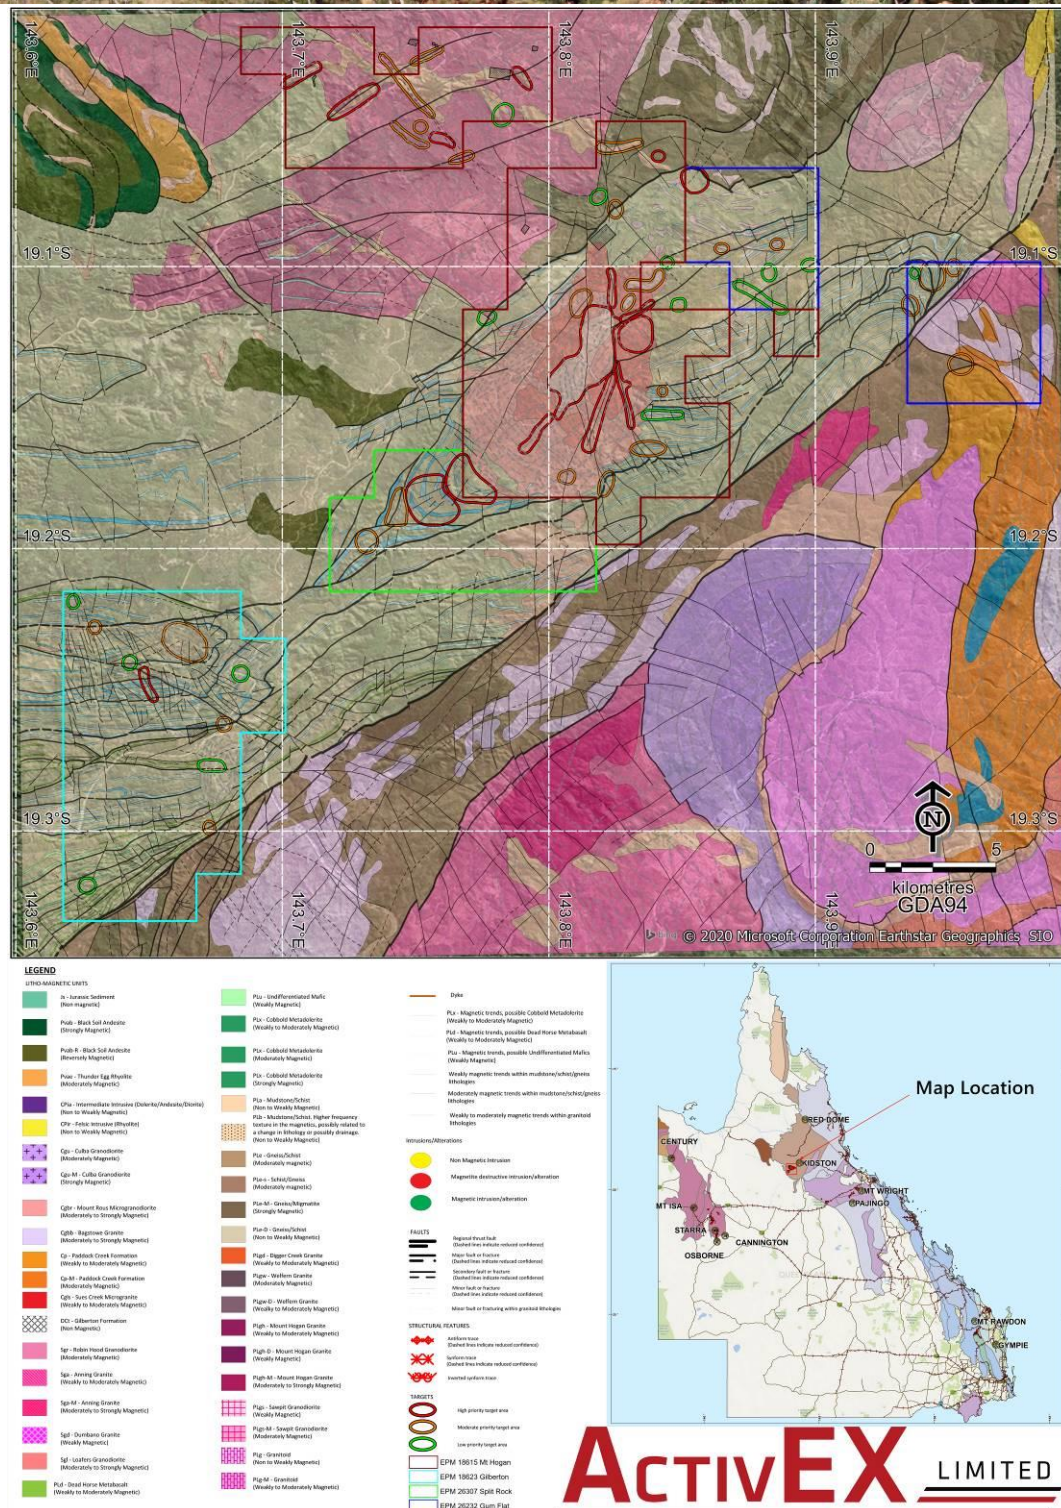 143.6°E
143.7°E
143.8°E
143.9°E
19.1°S
19.1°S
19.2°S
19.2°S
19.3°S
19.3°S
N
0 5
kilometres
GDA94
143.6°E
143.7°E
143.8°E
143.9°E
© 2020 Microsoft Corporation Earthstar Geographics SIO
LEGEND
LITHO-MAGNETIC UNITS
Js - Jurassic Sediment
(Non magnetic)
Pvab - Black Soil Andesite
(Strongly Magnetic)
Pvab-R - Black Soil Andesite
(Reversely Magnetic)
Pvae - Thunder Egg Rhyolite
(Moderately Magnetic)
CPia - Intermediate Intrusive (Dolerite/Andesite/Diorite)
(Non to Weakly Magnetic)
CPir - Felsic Intrusive (Rhyolite)
(Non to Weakly Magnetic)
Cgu - Culba Granodiorite
(Moderately Magnetic)
Cgu-M - Culba Granodiorite
(Strongly Magnetic)
Cgbr - Mount Rous Microgranodiorite
(Moderately to Strongly Magnetic)
Cgbb - Bagstowe Granite
(Moderately to Strongly Magnetic)
Cp - Paddock Creek Formation
(Weakly to Moderately Magnetic)
Cp-M - Paddock Creek Formation
(Moderately Magnetic)
Cgls - Sues Creek Microgranite
(Weakly to Moderately Magnetic)
DCt - Gilberton Formation
(Non Magnetic)
Sgr - Robin Hood Granodiorite
(Moderately Magnetic)
Sga - Anning Granite
(Weakly to Moderately Magnetic)
Sga-M - Anning Granite
(Moderately to Strongly Magnetic)
Sgd - Dumbano Granite
(Weakly Magnetic)
Sgl - Loafers Granodiorite
(Moderately to Strongly Magnetic)
PLd - Dead Horse Metabasalt
(Weakly to Moderately Magnetic)
PLu - Undifferentiated Mafic
(Weakly Magnetic)
PLx - Cobbold Metadolerite
(Weakly to Moderately Magnetic)
PLx - Cobbold Metadolerite
(Moderately Magnetic)
PLx - Cobbold Metadolerite
(Strongly Magnetic)
PLs - Mudstone/Schist
(Non to Weakly Magnetic)
PLb - Mudstone/Schist. Higher frequency
texture in the magnetics, possibly related to
a change in lithology or possibly drainage.
(Non to Weakly Magnetic)
PLe - Gneiss/Schist
(Moderately magnetic)
PLe-s - Schist/Gneiss
(Moderately magnetic)
PLe-M - Gneiss/Migmatite
(Strongly Magnetic)
PLe-D - Gneiss/Schist
(Non to Weakly Magnetic)
PLgd - Digger Creek Granite
(Weakly to Moderately Magnetic)
PLgw - Welfern Granite
(Moderately Magnetic)
PLgw-D - Welfern Granite
(Weakly to Moderately Magnetic)
PLgh - Mount Hogan Granite
(Weakly to Moderately Magnetic)
PLgh-D - Mount Hogan Granite
(Weakly Magnetic)
PLgh-M - Mount Hogan Granite
(Moderately to Strongly Magnetic)
PLgs - Sawpit Granodiorite
(Weakly Magnetic)
PLgs-M - Sawpit Granodiorite
(Moderately Magnetic)
PLg - Granitoid
(Non to Weakly Magnetic)
PLg-M - Granitoid
(Weakly to Moderately Magnetic)
Dyke
PLx - Magnetic trends, possible Cobbold Metadolerite
(Weakly to Moderately Magnetic)
PLd - Magnetic trends, possible Dead Horse Metabasalt
(Weakly to Moderately Magnetic)
PLu - Magnetic trends, possible Undifferentiated Mafics
(Weakly Magnetic)
Weakly magnetic trends within mudstone/schist/gneiss
lithologies
Moderately magnetic trends within mudstone/schist/gneiss
lithologies
Weakly to moderately magnetic trends within granitoid
lithologies
Intrusions/Alterations
Non Magnetic Intrusion
Magnetite destructive intrusion/alteration
Magnetic intrusion/alteration
FAULTS
Regional thrust fault
(Dashed lines indicate reduced confidence)
Major fault or fracture
(Dashed lines indicate reduced confidence)
Secondary fault or fracture
(Dashed lines indicate reduced confidence)
Minor fault or fracture
(Dashed lines indicate reduced confidence)
Minor fault or fracturing within granitoid lithologies
STRUCTURAL FEATURES
Antiform trace
(Dashed lines indicate reduced confidence)
Synform trace
(Dashed lines indicate reduced confidence)
Inverted synform trace
TARGETS
High priority target area
Moderate priority target area
Low priority target area
EPM 18615 Mt Hogan
EPM 18623 Gilberton
EPM 26307 Split Rock
EPM 26232 Gum Flat
Map Location
RED DOME
CENTURY
KIDSTON
MT WRIGHT
PAJINGO
MT ISA
STARRA
CANNINGTON
OSBORNE
MT RAWDON
GYMPIE
ACTIVEX LIMITED